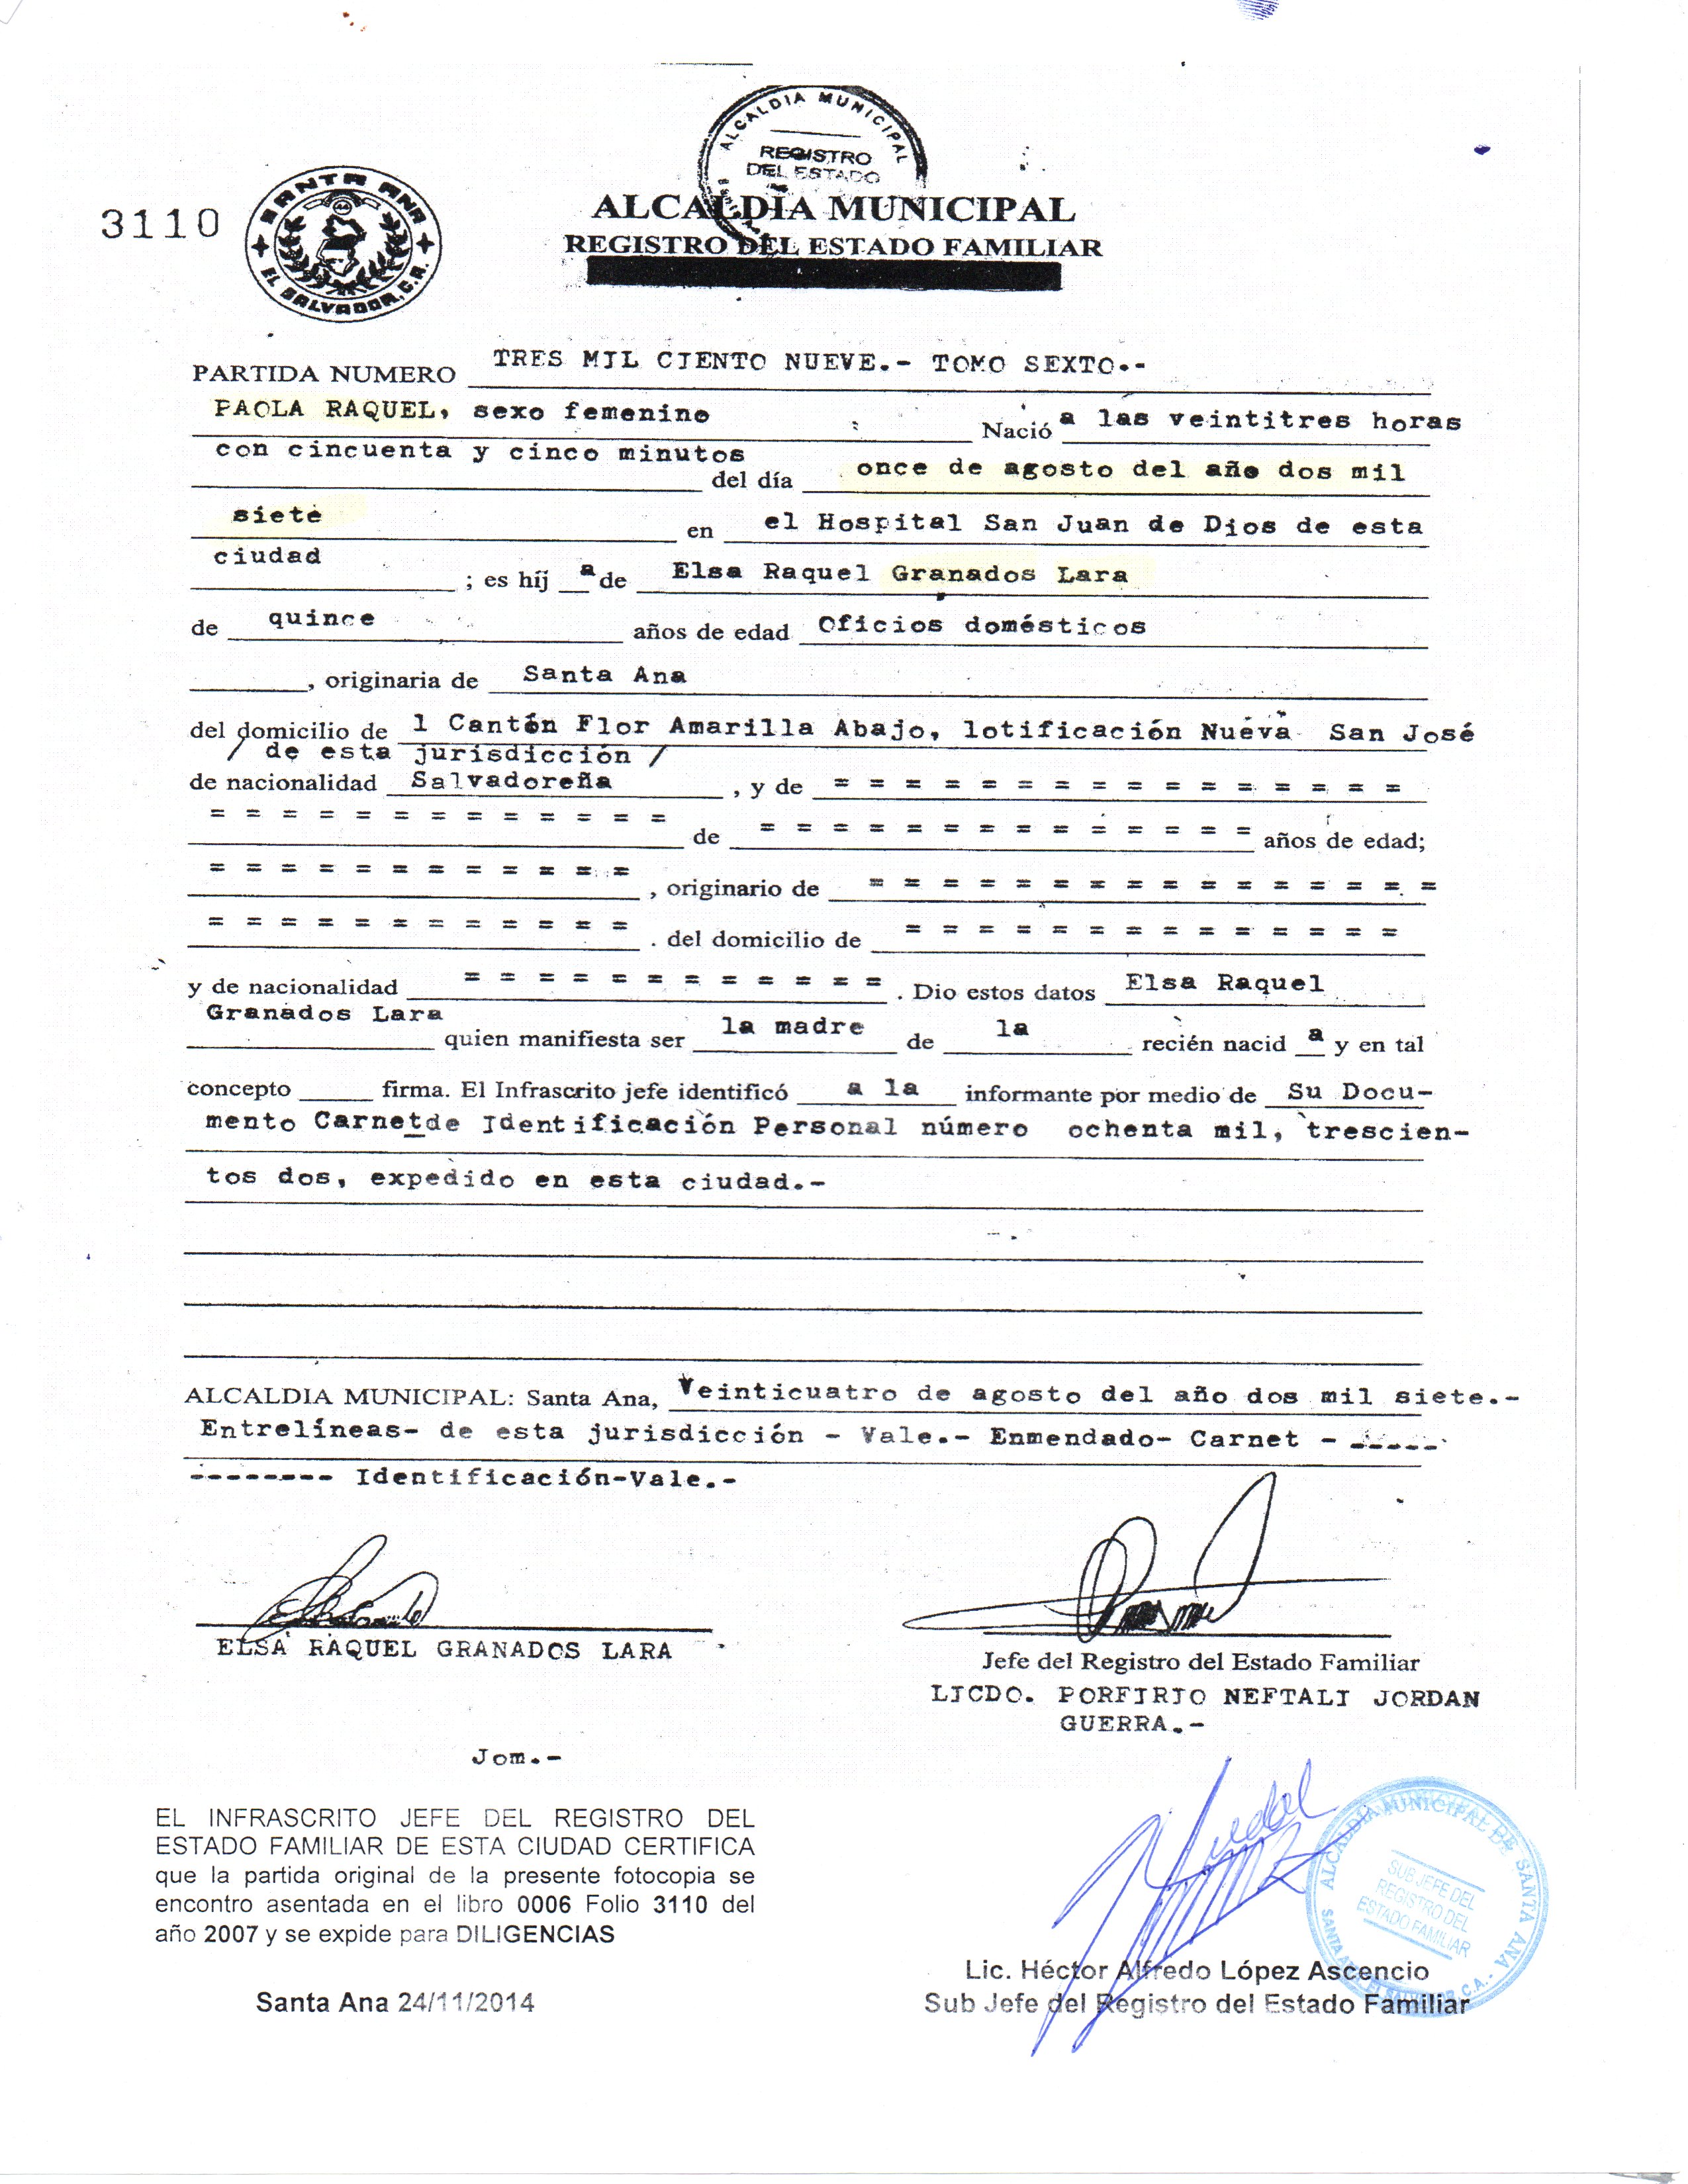 ALCALDIA MUNICIPAL
REGISTRO
DEL ESTADO
3110
SANTA ANA
EL SALVADOR, C.A.
ALCALDIA MUNICIPAL
REGISTRO DEL ESTADO FAMILIAR
PARTIDA NUMERO TRES MIL CIENTO NUEVE.- TOMO SEXTO.-
PAOLA RAQUEL, sexo femenino Nació a las veintitres horas
con cincuenta y cinco minutos del día once de agosto del año dos mil
siete en el Hospital San Juan de Dios de esta
ciudad ; es híj a de Elsa Raquel Granados Lara
de quince años de edad Oficios domésticos
, originaria de Santa Ana
del domicilio de 1 Cantón Flor Amarilla Abajo, lotificación Nueva San José
/ de esta jurisdicción /
de nacionalidad Salvadoreña , y de = = = = = = = = = = = = = = = =
= = = = = = = = = = = = = de = = = = = = = = = = = = = = años de edad;
= = = = = = = = = = = = , originario de = = = = = = = = = = = = = = = =
= = = = = = = = = = = = . del domicilio de = = = = = = = = = = = = = =
y de nacionalidad = = = = = = = = = = = = . Dio estos datos Elsa Raquel
Granados Lara quien manifiesta ser la madre de la recién nacid a y en tal
concepto firma. El Infrascrito jefe identificó a la informante por medio de Su Docu-
mento Carnetde Identificación Personal número ochenta mil, trescien-
tos dos, expedido en esta ciudad.-
ALCALDIA MUNICIPAL: Santa Ana, Veinticuatro de agosto del año dos mil siete.-
Entrelíneas- de esta jurisdicción - Vale.- Enmendado- Carnet - -----
-------- Identificación-Vale.-
ELSA RAQUEL GRANADOS LARA
Jefe del Registro del Estado Familiar
LICDO. PORFIRIO NEFTALI JORDAN
GUERRA.-
Jom.-
EL INFRASCRITO JEFE DEL REGISTRO DEL
ESTADO FAMILIAR DE ESTA CIUDAD CERTIFICA
que la partida original de la presente fotocopia se
encontro asentada en el libro 0006 Folio 3110 del
año 2007 y se expide para DILIGENCIAS
Santa Ana 24/11/2014
ALCALDIA MUNICIPAL DE SANTA ANA
SUB JEFE DEL
REGISTRO DEL
ESTADO FAMILIAR
SANTA ANA, EL SALVADOR, C.A.
Lic. Héctor Alfredo López Ascencio
Sub Jefe del Registro del Estado Familiar